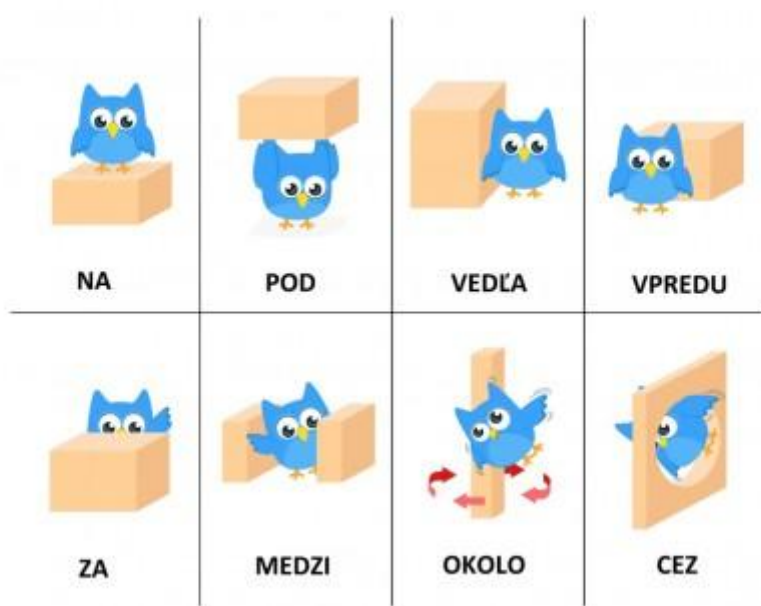 NA
POD
VEDĽA
VPREDU
ZA
MEDZI
OKOLO
CEZ